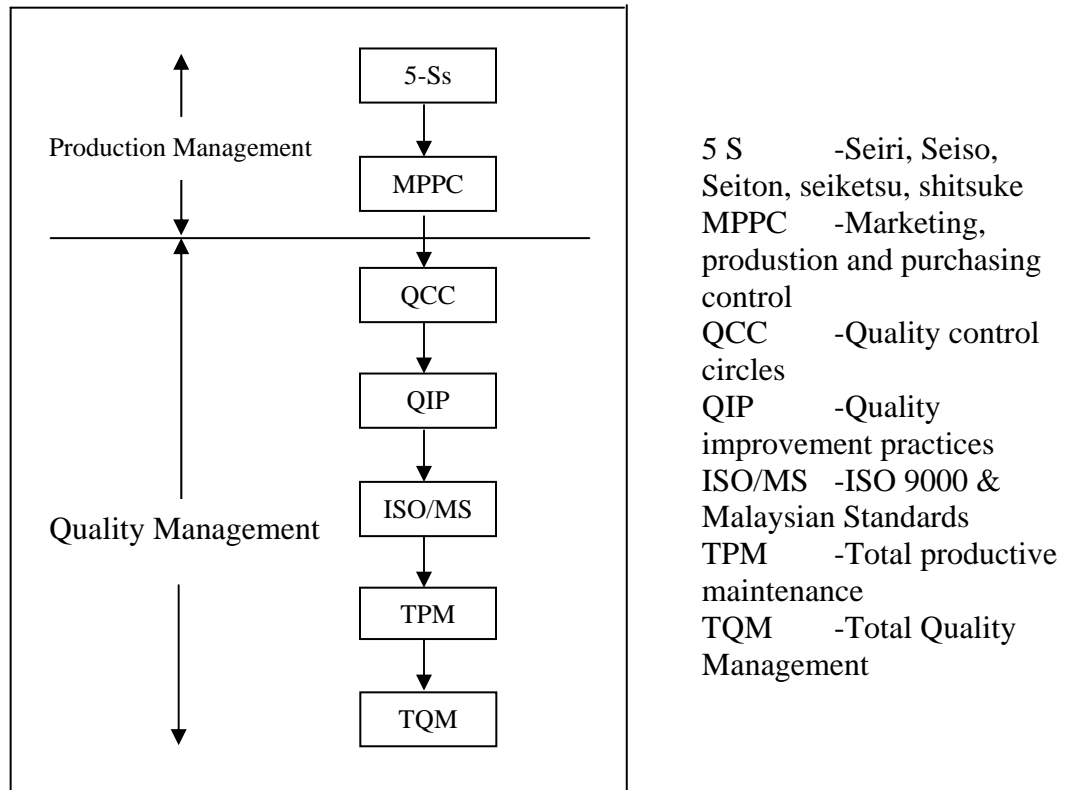 5-Ss
Production Management
MPPC
QCC
QIP
ISO/MS
Quality Management
TPM
TQM
5 S -Seiri, Seiso,
Seiton, seiketsu, shitsuke
MPPC -Marketing,
produstion and purchasing
control
QCC -Quality control
circles
QIP -Quality
improvement practices
ISO/MS -ISO 9000 &
Malaysian Standards
TPM -Total productive
maintenance
TQM -Total Quality
Management